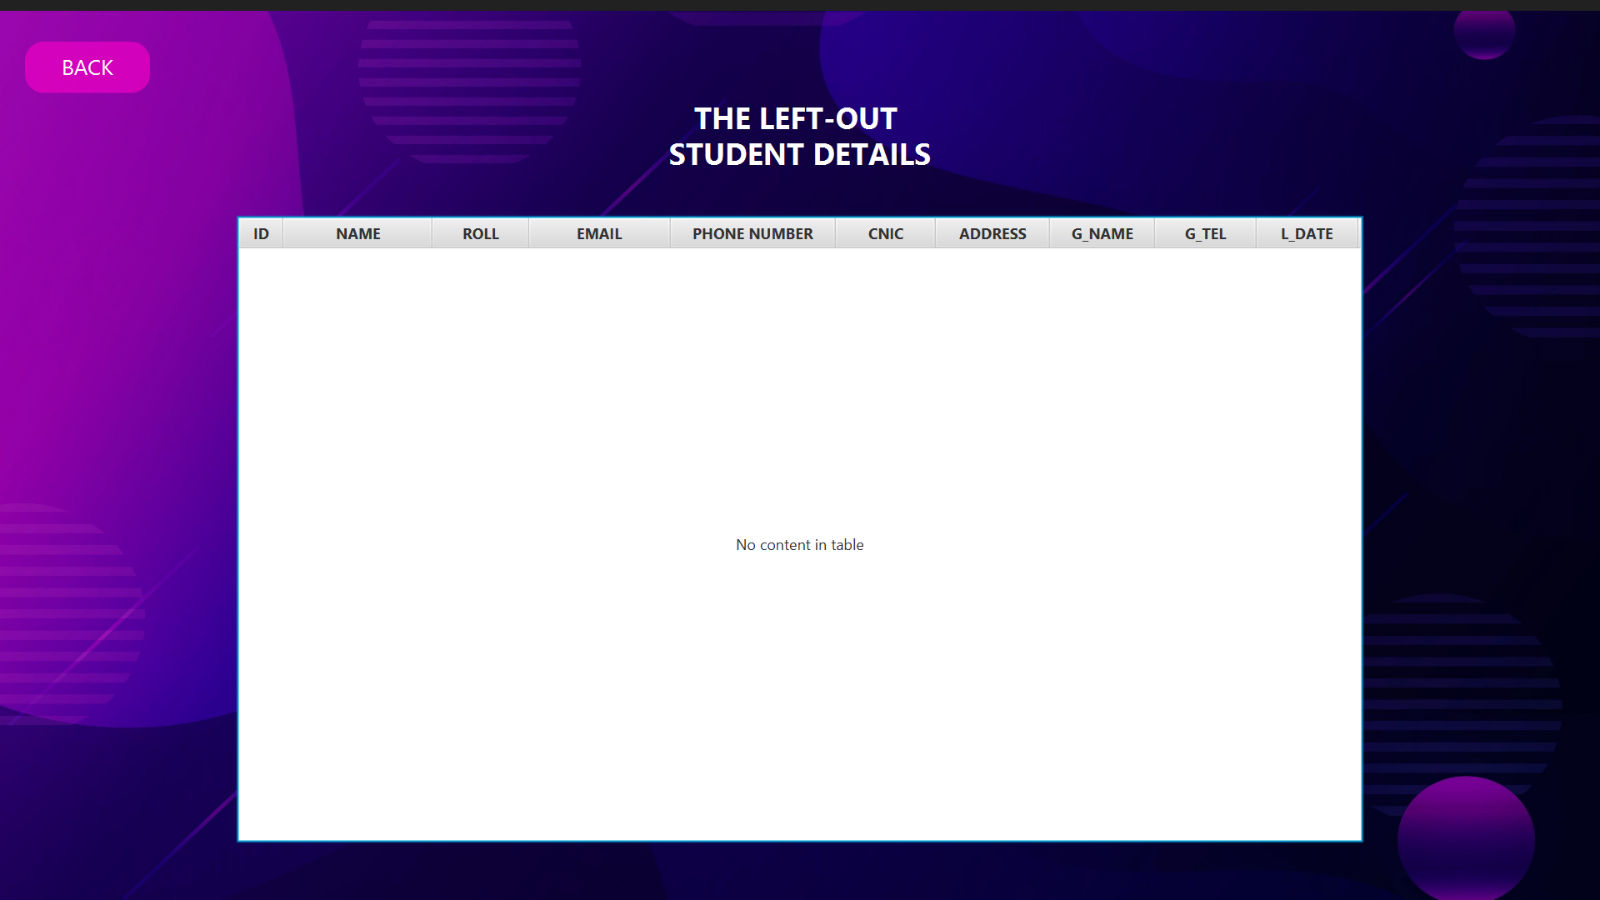 BACK
THE LEFT-OUT
STUDENT DETAILS
ID NAME ROLL EMAIL PHONE NUMBER CNIC ADDRESS G_NAME G_TEL L_DATE
No content in table